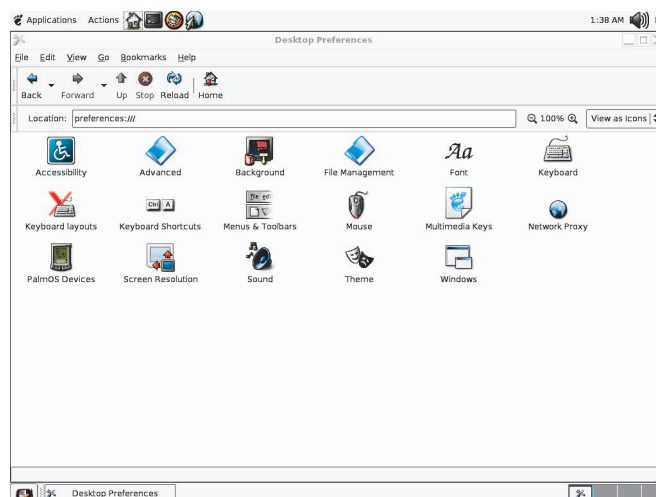 Applications Actions 1:38 AM
Desktop Preferences
File Edit View Go Bookmarks Help
Back Forward Up Stop Reload Home
Location: preferences:/// 100% View as Icons
Accessibility Advanced Background File Management Font Keyboard
Aa
Ctrl A
Keyboard layouts Keyboard Shortcuts Menus & Toolbars Mouse Multimedia Keys Network Proxy
PalmOS Devices Screen Resolution Sound Theme Windows
Desktop Preferences